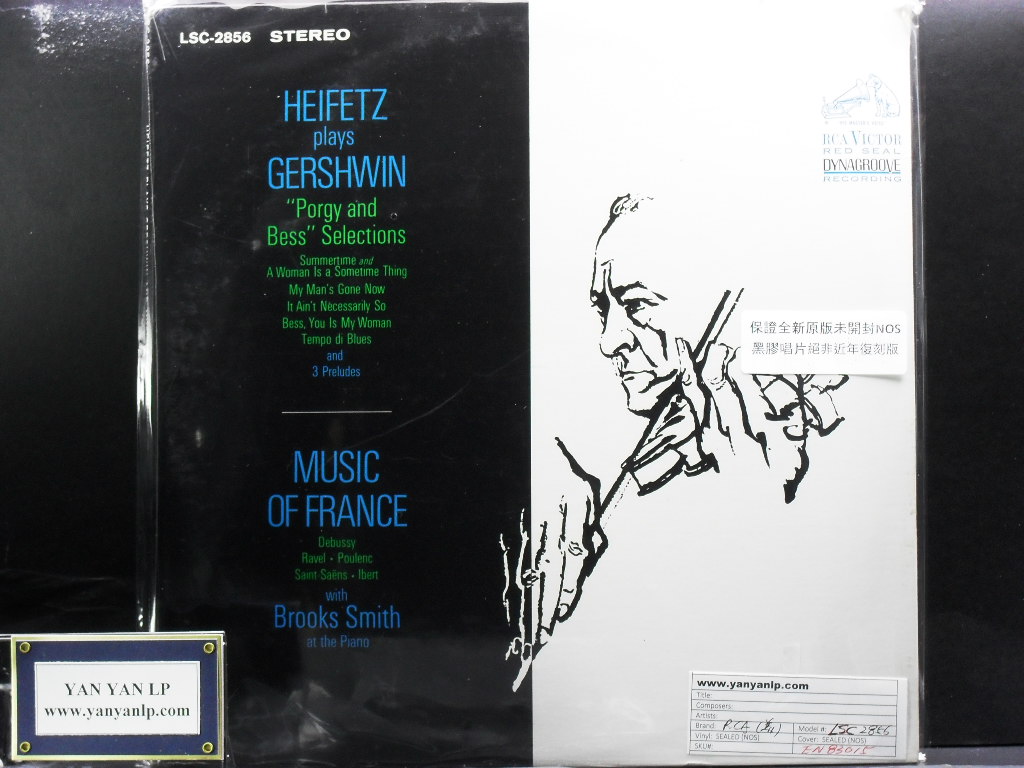 LSC-2856 STEREO
HEIFETZ
plays
GERSHWIN
"Porgy and
Bess" Selections
Summertime and
A Woman Is a Sometime Thing
My Man's Gone Now
It Ain't Necessarily So
Bess, You Is My Woman
Tempo di Blues
and
3 Preludes
MUSIC
OF FRANCE
Debussy
Ravel • Poulenc
Saint-Saëns • Ibert
with
Brooks Smith
at the Piano
RCA VICTOR
RED SEAL
DYNAGROOVE
RECORDING
保證全新原版未開封NOS
黑膠唱片絕非近年復刻版
YAN YAN LP
www.yanyanlp.com
www.yanyanlp.com
Title:
Composers:
Artists:
Brand: RCA Model #: LSC 2856
Vinyl: SEALED (NOS) Cover: SEALED (NOS)
SKU#: EN83015